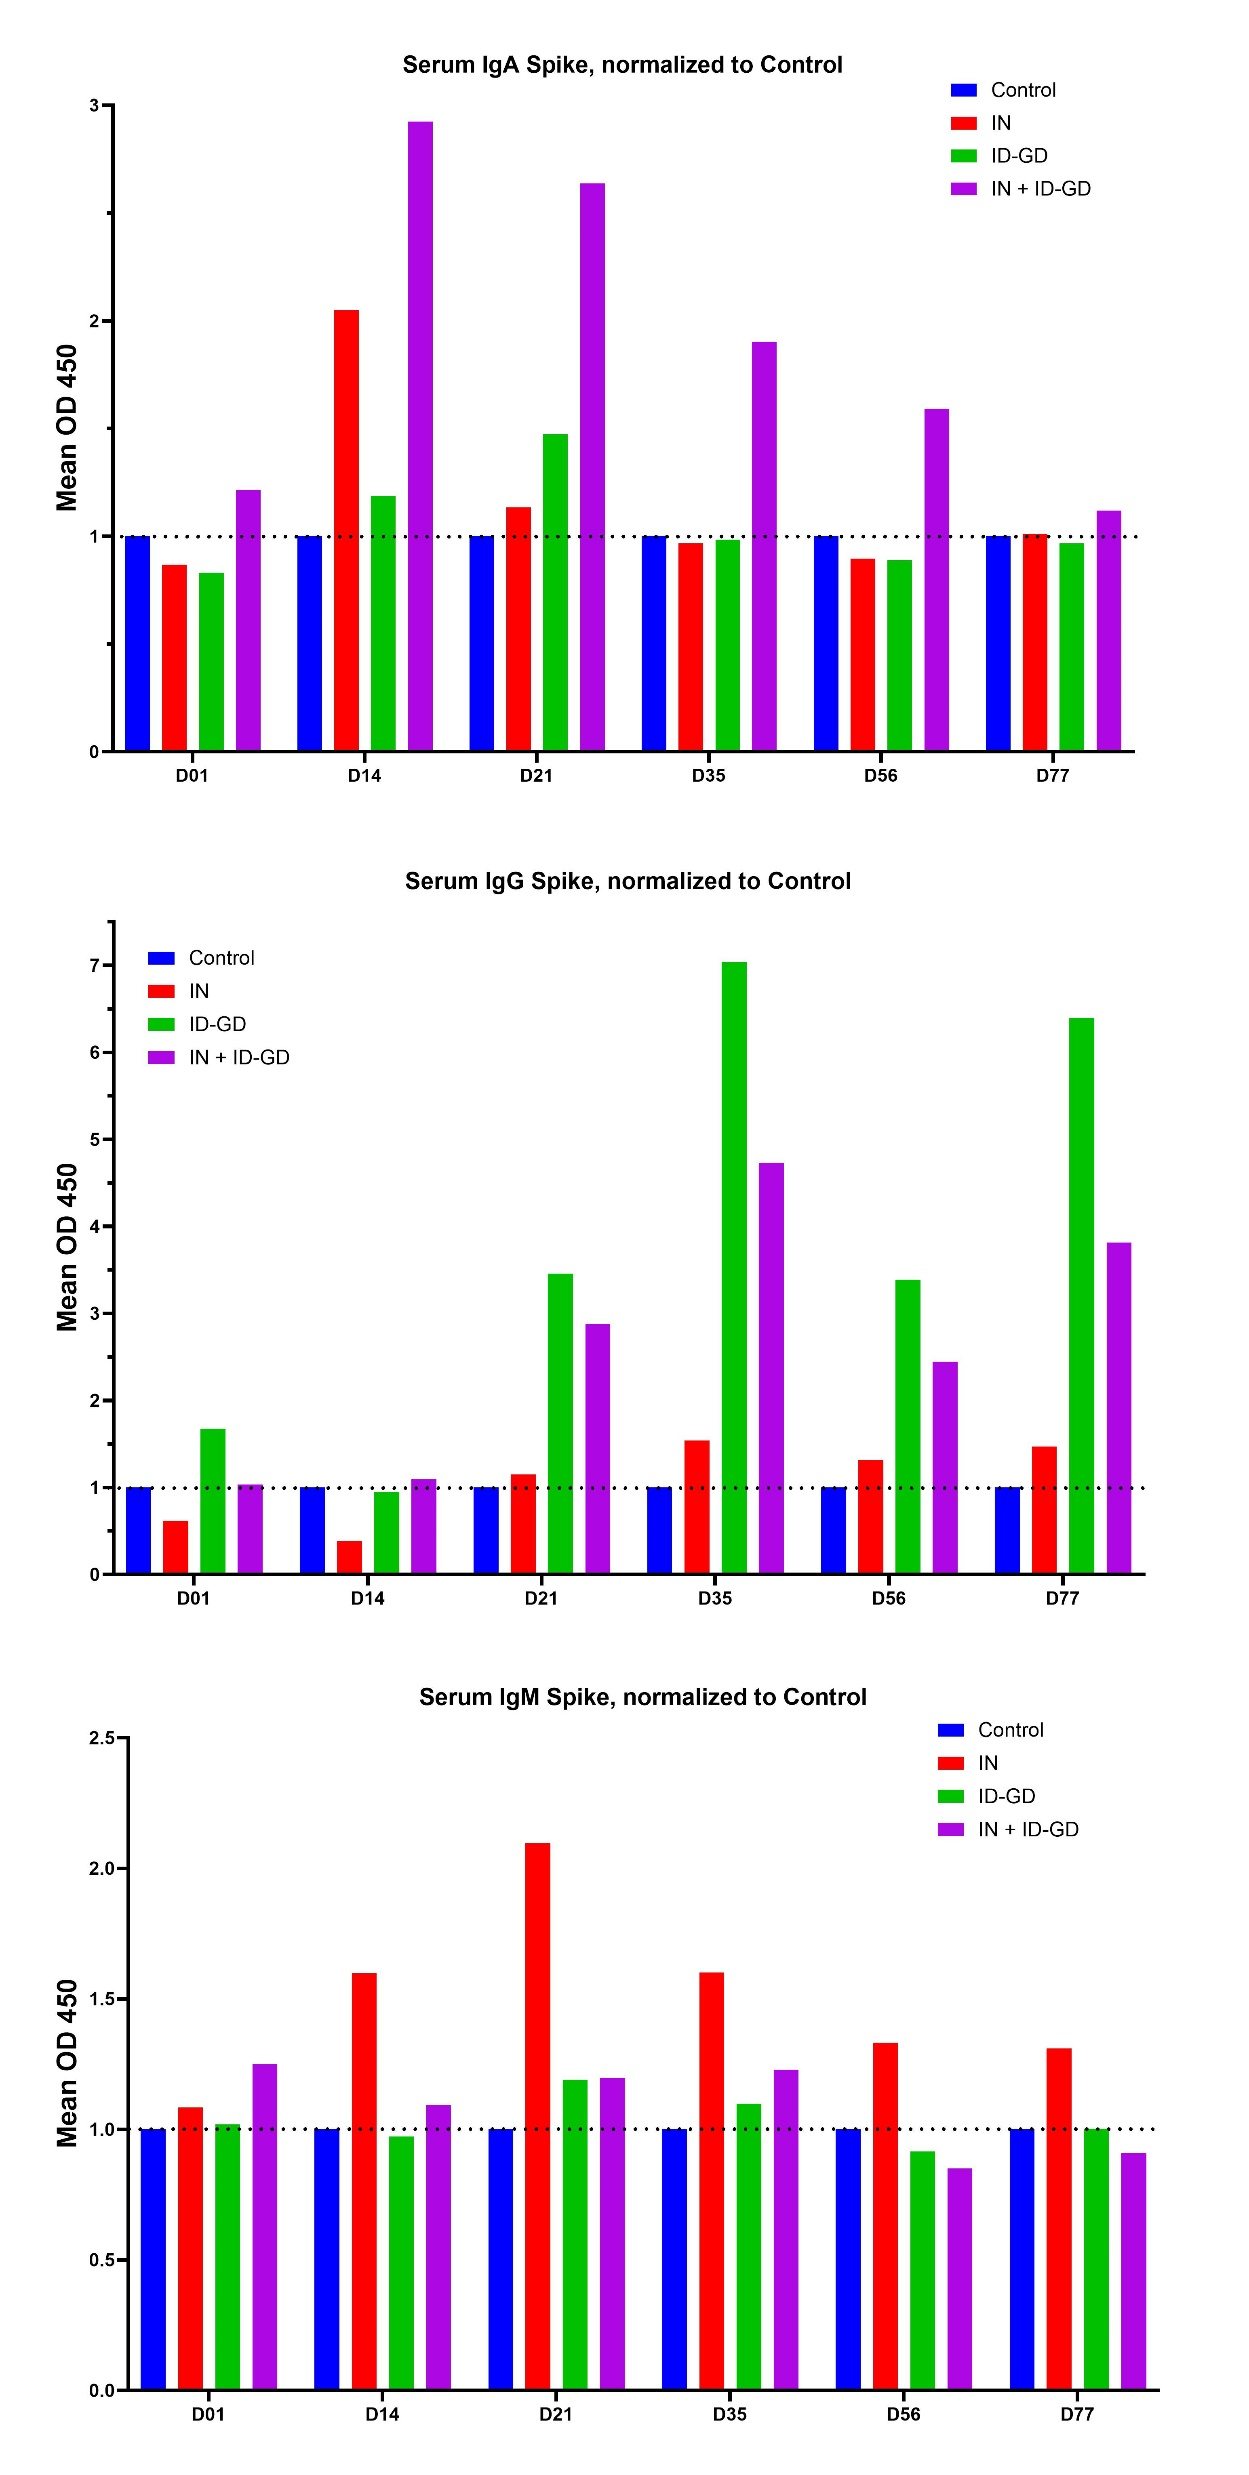 Serum IgA Spike, normalized to Control
Control
IN
ID-GD
IN + ID-GD
Mean OD 450
3
2
1
0
D01 D14 D21 D35 D56 D77
Serum IgG Spike, normalized to Control
Control
IN
ID-GD
IN + ID-GD
Mean OD 450
7
6
5
4
3
2
1
0
D01 D14 D21 D35 D56 D77
Serum IgM Spike, normalized to Control
Control
IN
ID-GD
IN + ID-GD
Mean OD 450
2.5
2.0
1.5
1.0
0.5
0.0
D01 D14 D21 D35 D56 D77